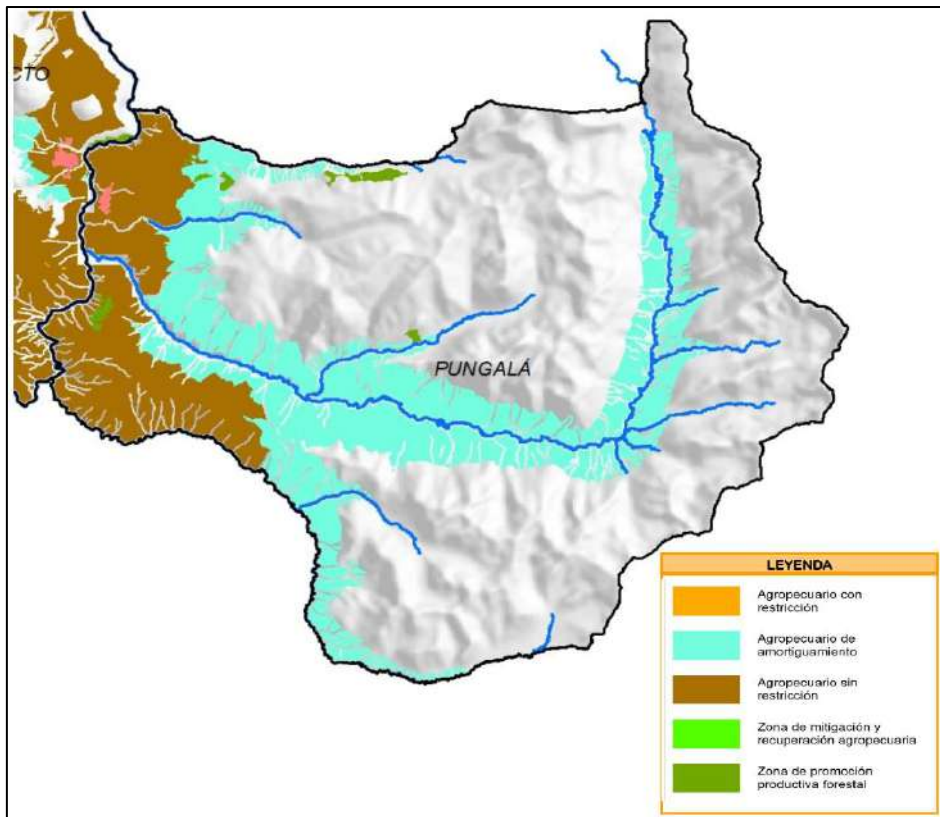 CTO
PUNGALÁ
LEYENDA
Agropecuario con
restricción
Agropecuario de
amortiguamiento
Agropecuario sin
restricción
Zona de mitigación y
recuperación agropecuaria
Zona de promoción
productiva forestal